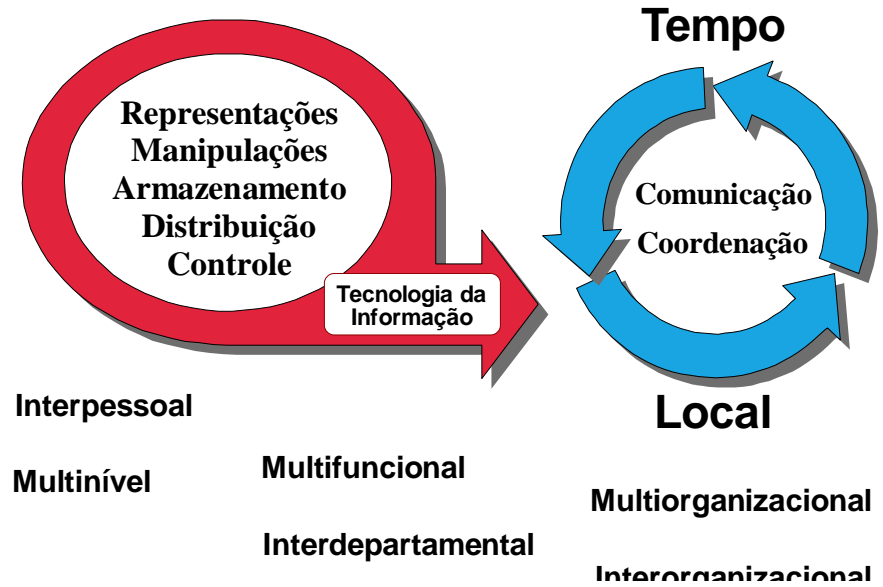 Tempo
Representações
Manipulações
Armazenamento
Distribuição
Controle
Comunicação
Coordenação
Tecnologia da
Informação
Local
Interpessoal
Multinível
Multifuncional
Multiorganizacional
Interdepartamental
Interorganizacional